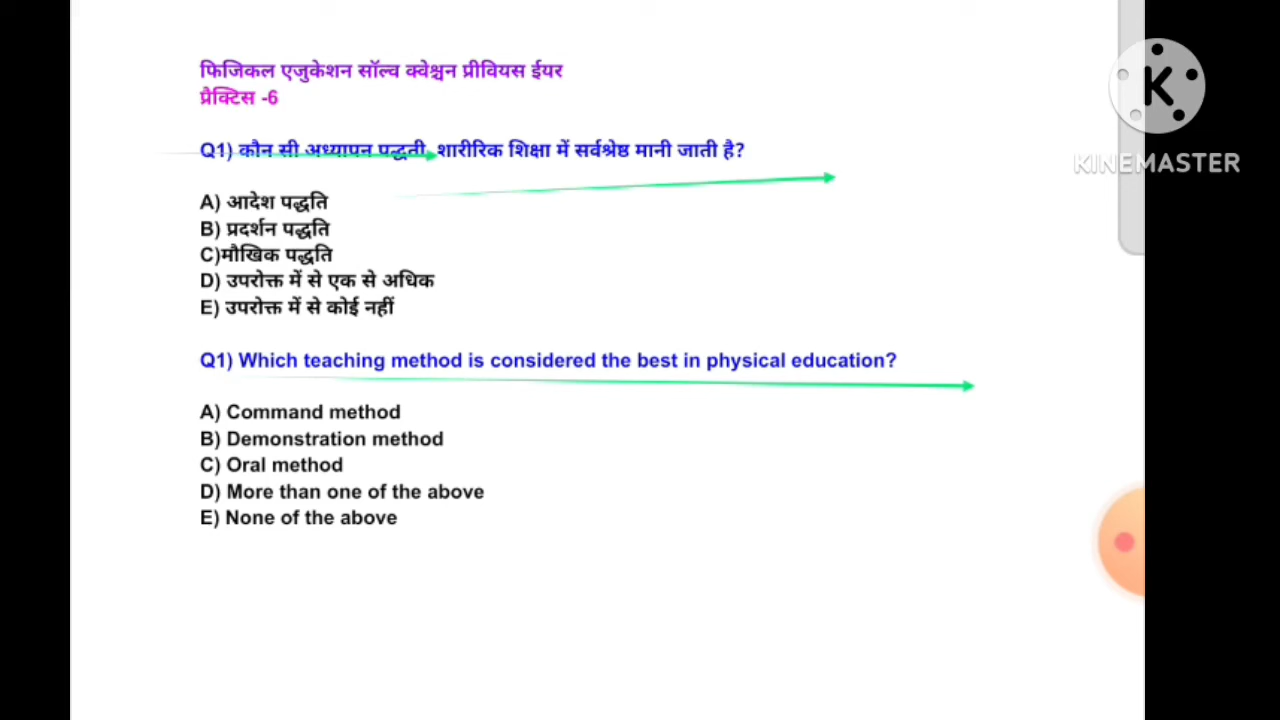 फिजिकल एजुकेशन सॉल्व क्वेश्चन प्रीवियस ईयर
प्रैक्टिस -6
Q1) कौन सी अध्यापन पद्धती, शारीरिक शिक्षा में सर्वश्रेष्ठ मानी जाती है?
A) आदेश पद्धति
B) प्रदर्शन पद्धति
C)मौखिक पद्धति
D) उपरोक्त में से एक से अधिक
E) उपरोक्त में से कोई नहीं
Q1) Which teaching method is considered the best in physical education?
A) Command method
B) Demonstration method
C) Oral method
D) More than one of the above
E) None of the above
K
KINEMASTER